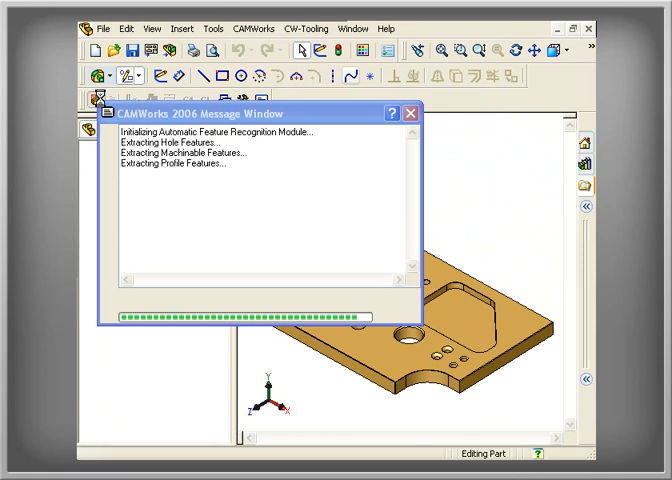 File Edit View Insert Tools CAMWorks CW-Tooling Window Help
CAMWorks 2006 Message Window
Initializing Automatic Feature Recognition Module...
Extracting Hole Features...
Extracting Machinable Features...
Extracting Profile Features...
Y
Z X
Editing Part